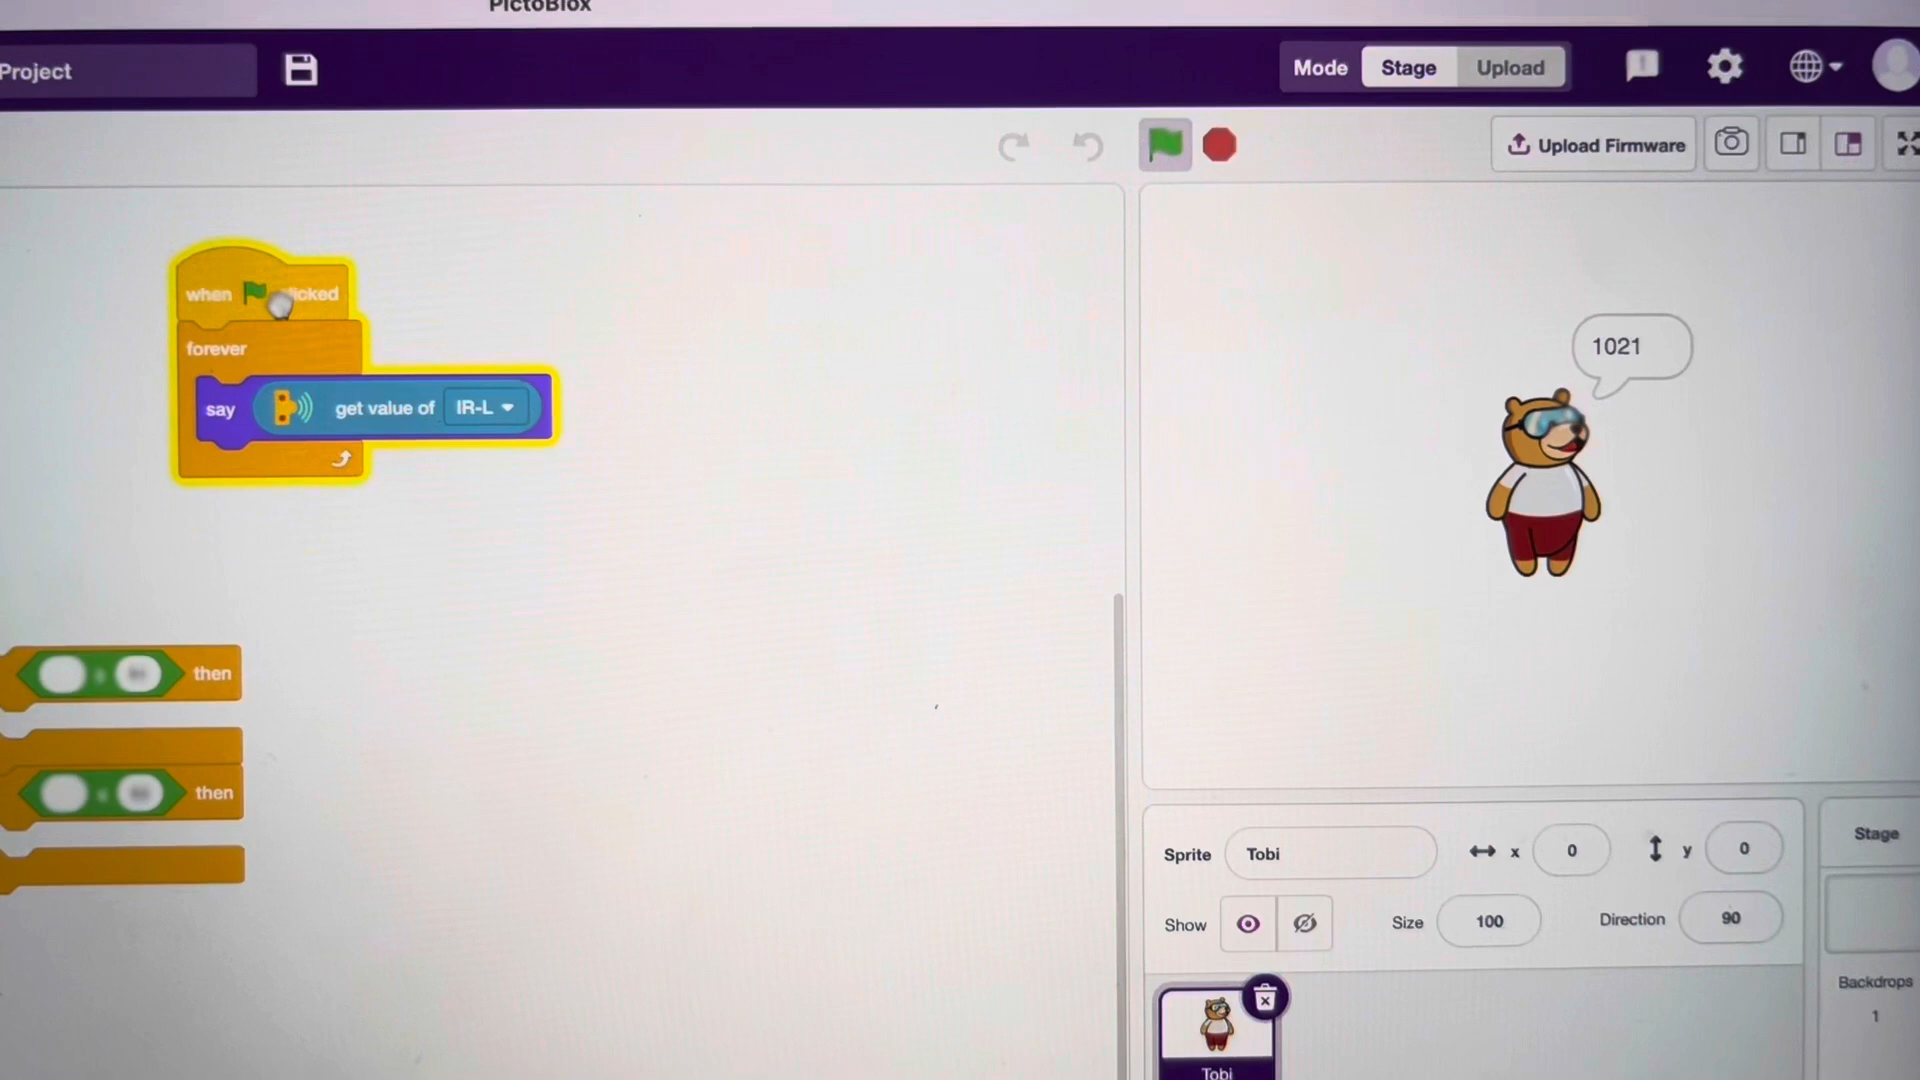 PictoBlox
Project
Mode Stage Upload
Upload Firmware
when clicked
forever
say get value of IR-L
1021
then
then
Sprite Tobi x 0 y 0
Show Size 100 Direction 90
Stage
Backdrops
1
Tobi